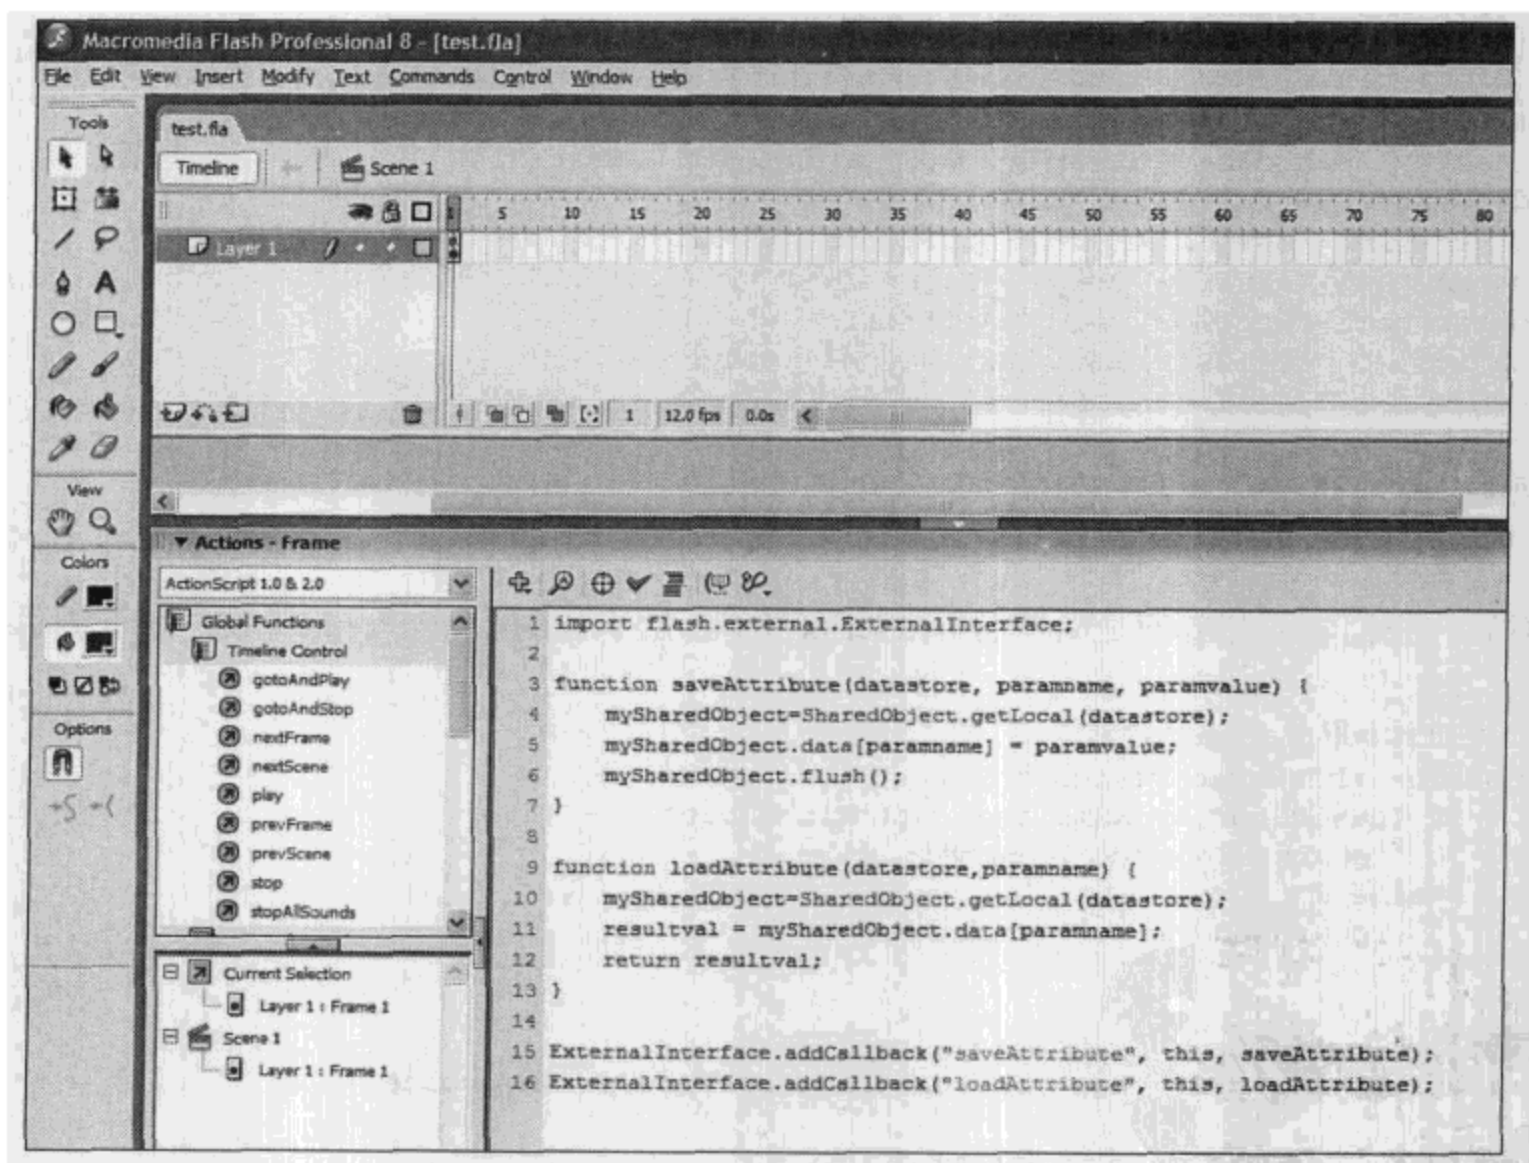 Macromedia Flash Professional 8 - [test.fla]
File Edit View Insert Modify Text Commands Control Window Help
Tools
test.fla
Timeline
Scene 1
1 5 10 15 20 25 30 35 40 45 50 55 60 65 70 75 80
Layer 1
1 12.0 fps 0.0s
View
Actions - Frame
Colors
ActionScript 1.0 & 2.0
Global Functions
Timeline Control
gotoAndPlay
gotoAndStop
nextFrame
nextScene
play
prevFrame
prevScene
stop
stopAllSounds
Options
Current Selection
Layer 1 : Frame 1
Scene 1
Layer 1 : Frame 1
1 import flash.external.ExternalInterface;
2
3 function saveAttribute(datastore, paramname, paramvalue) {
4 mySharedObject=SharedObject.getLocal(datastore);
5 mySharedObject.data[paramname] = paramvalue;
6 mySharedObject.flush();
7 }
8
9 function loadAttribute(datastore,paramname) {
10 mySharedObject=SharedObject.getLocal(datastore);
11 resultval = mySharedObject.data[paramname];
12 return resultval;
13 }
14
15 ExternalInterface.addCallback("saveAttribute", this, saveAttribute);
16 ExternalInterface.addCallback("loadAttribute", this, loadAttribute);